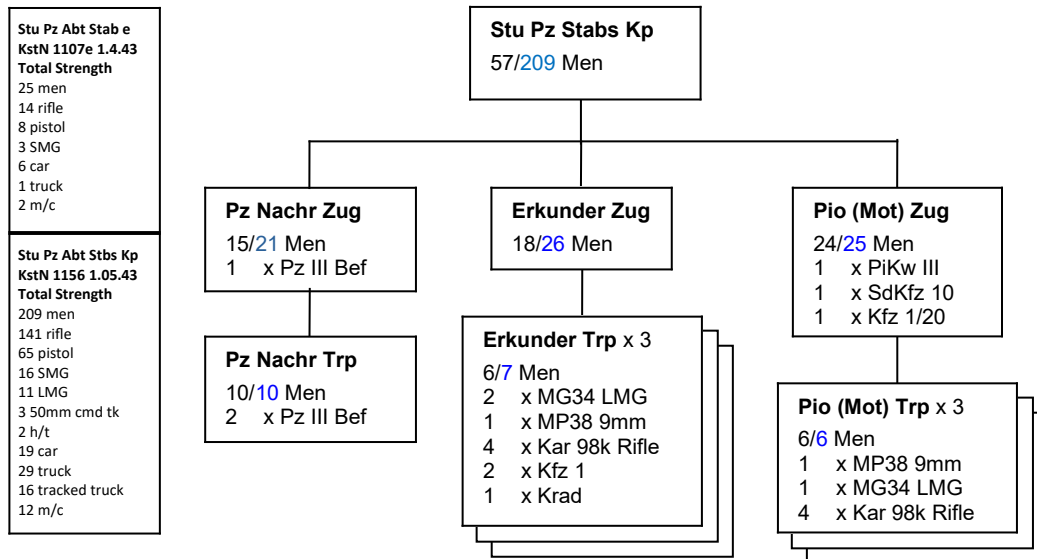 Stu Pz Abt Stab e
KstN 1107e 1.4.43
Total Strength
25 men
14 rifle
8 pistol
3 SMG
6 car
1 truck
2 m/c
Stu Pz Abt Stbs Kp
KstN 1156 1.05.43
Total Strength
209 men
141 rifle
65 pistol
16 SMG
11 LMG
3 50mm cmd tk
2 h/t
19 car
29 truck
16 tracked truck
12 m/c
Stu Pz Stabs Kp
57/209 Men
Pz Nachr Zug
15/21 Men
1 x Pz III Bef
Pz Nachr Trp
10/10 Men
2 x Pz III Bef
Erkunder Zug
18/26 Men
Erkunder Trp x 3
6/7 Men
2 x MG34 LMG
1 x MP38 9mm
4 x Kar 98k Rifle
2 x Kfz 1
1 x Krad
Pio (Mot) Zug
24/25 Men
1 x PiKw III
1 x SdKfz 10
1 x Kfz 1/20
Pio (Mot) Trp x 3
6/6 Men
1 x MP38 9mm
1 x MG34 LMG
4 x Kar 98k Rifle